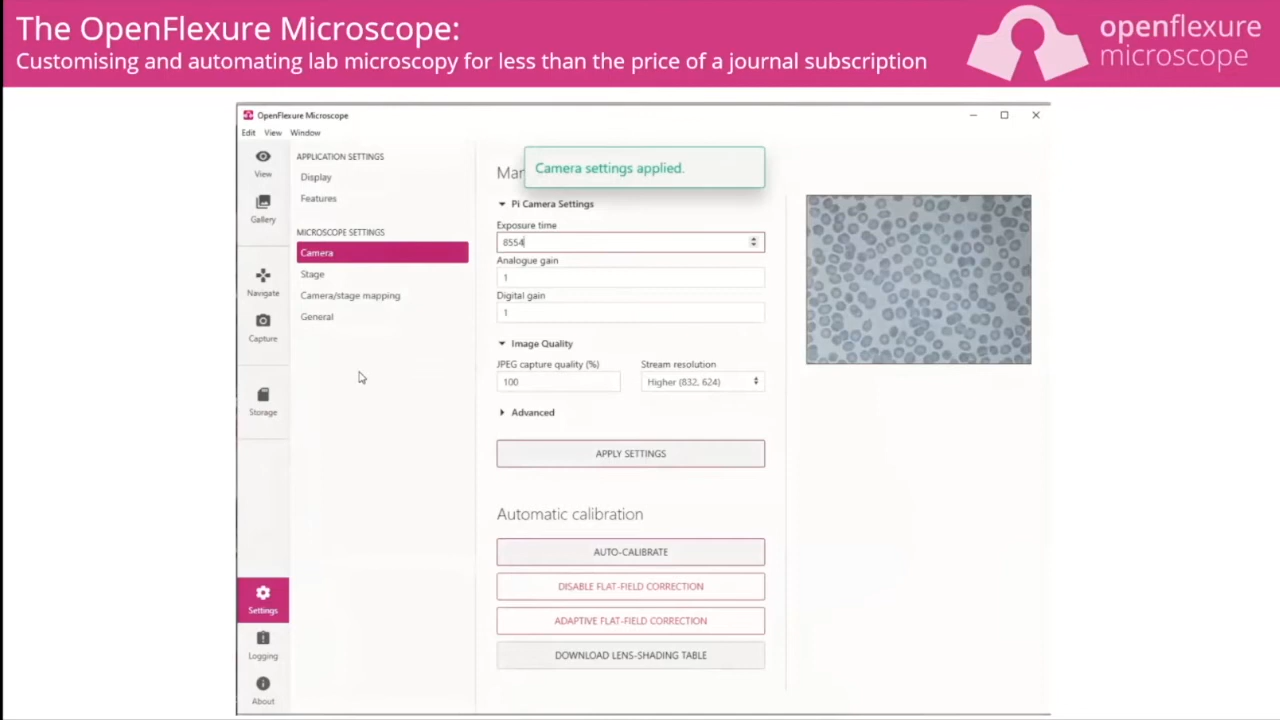 The OpenFlexure Microscope:
Customising and automating lab microscopy for less than the price of a journal subscription
openflexure
microscope
OpenFlexure Microscope
Edit View Window
View
Gallery
Navigate
Capture
Storage
Settings
Logging
About
APPLICATION SETTINGS
Display
Features
MICROSCOPE SETTINGS
Camera
Stage
Camera/stage mapping
General
Camera settings applied.
Pi Camera Settings
Exposure time
8554
Analogue gain
1
Digital gain
1
Image Quality
JPEG capture quality (%) Stream resolution
100 Higher (832, 624)
Advanced
APPLY SETTINGS
Automatic calibration
AUTO-CALIBRATE
DISABLE FLAT-FIELD CORRECTION
ADAPTIVE FLAT-FIELD CORRECTION
DOWNLOAD LENS-SHADING TABLE